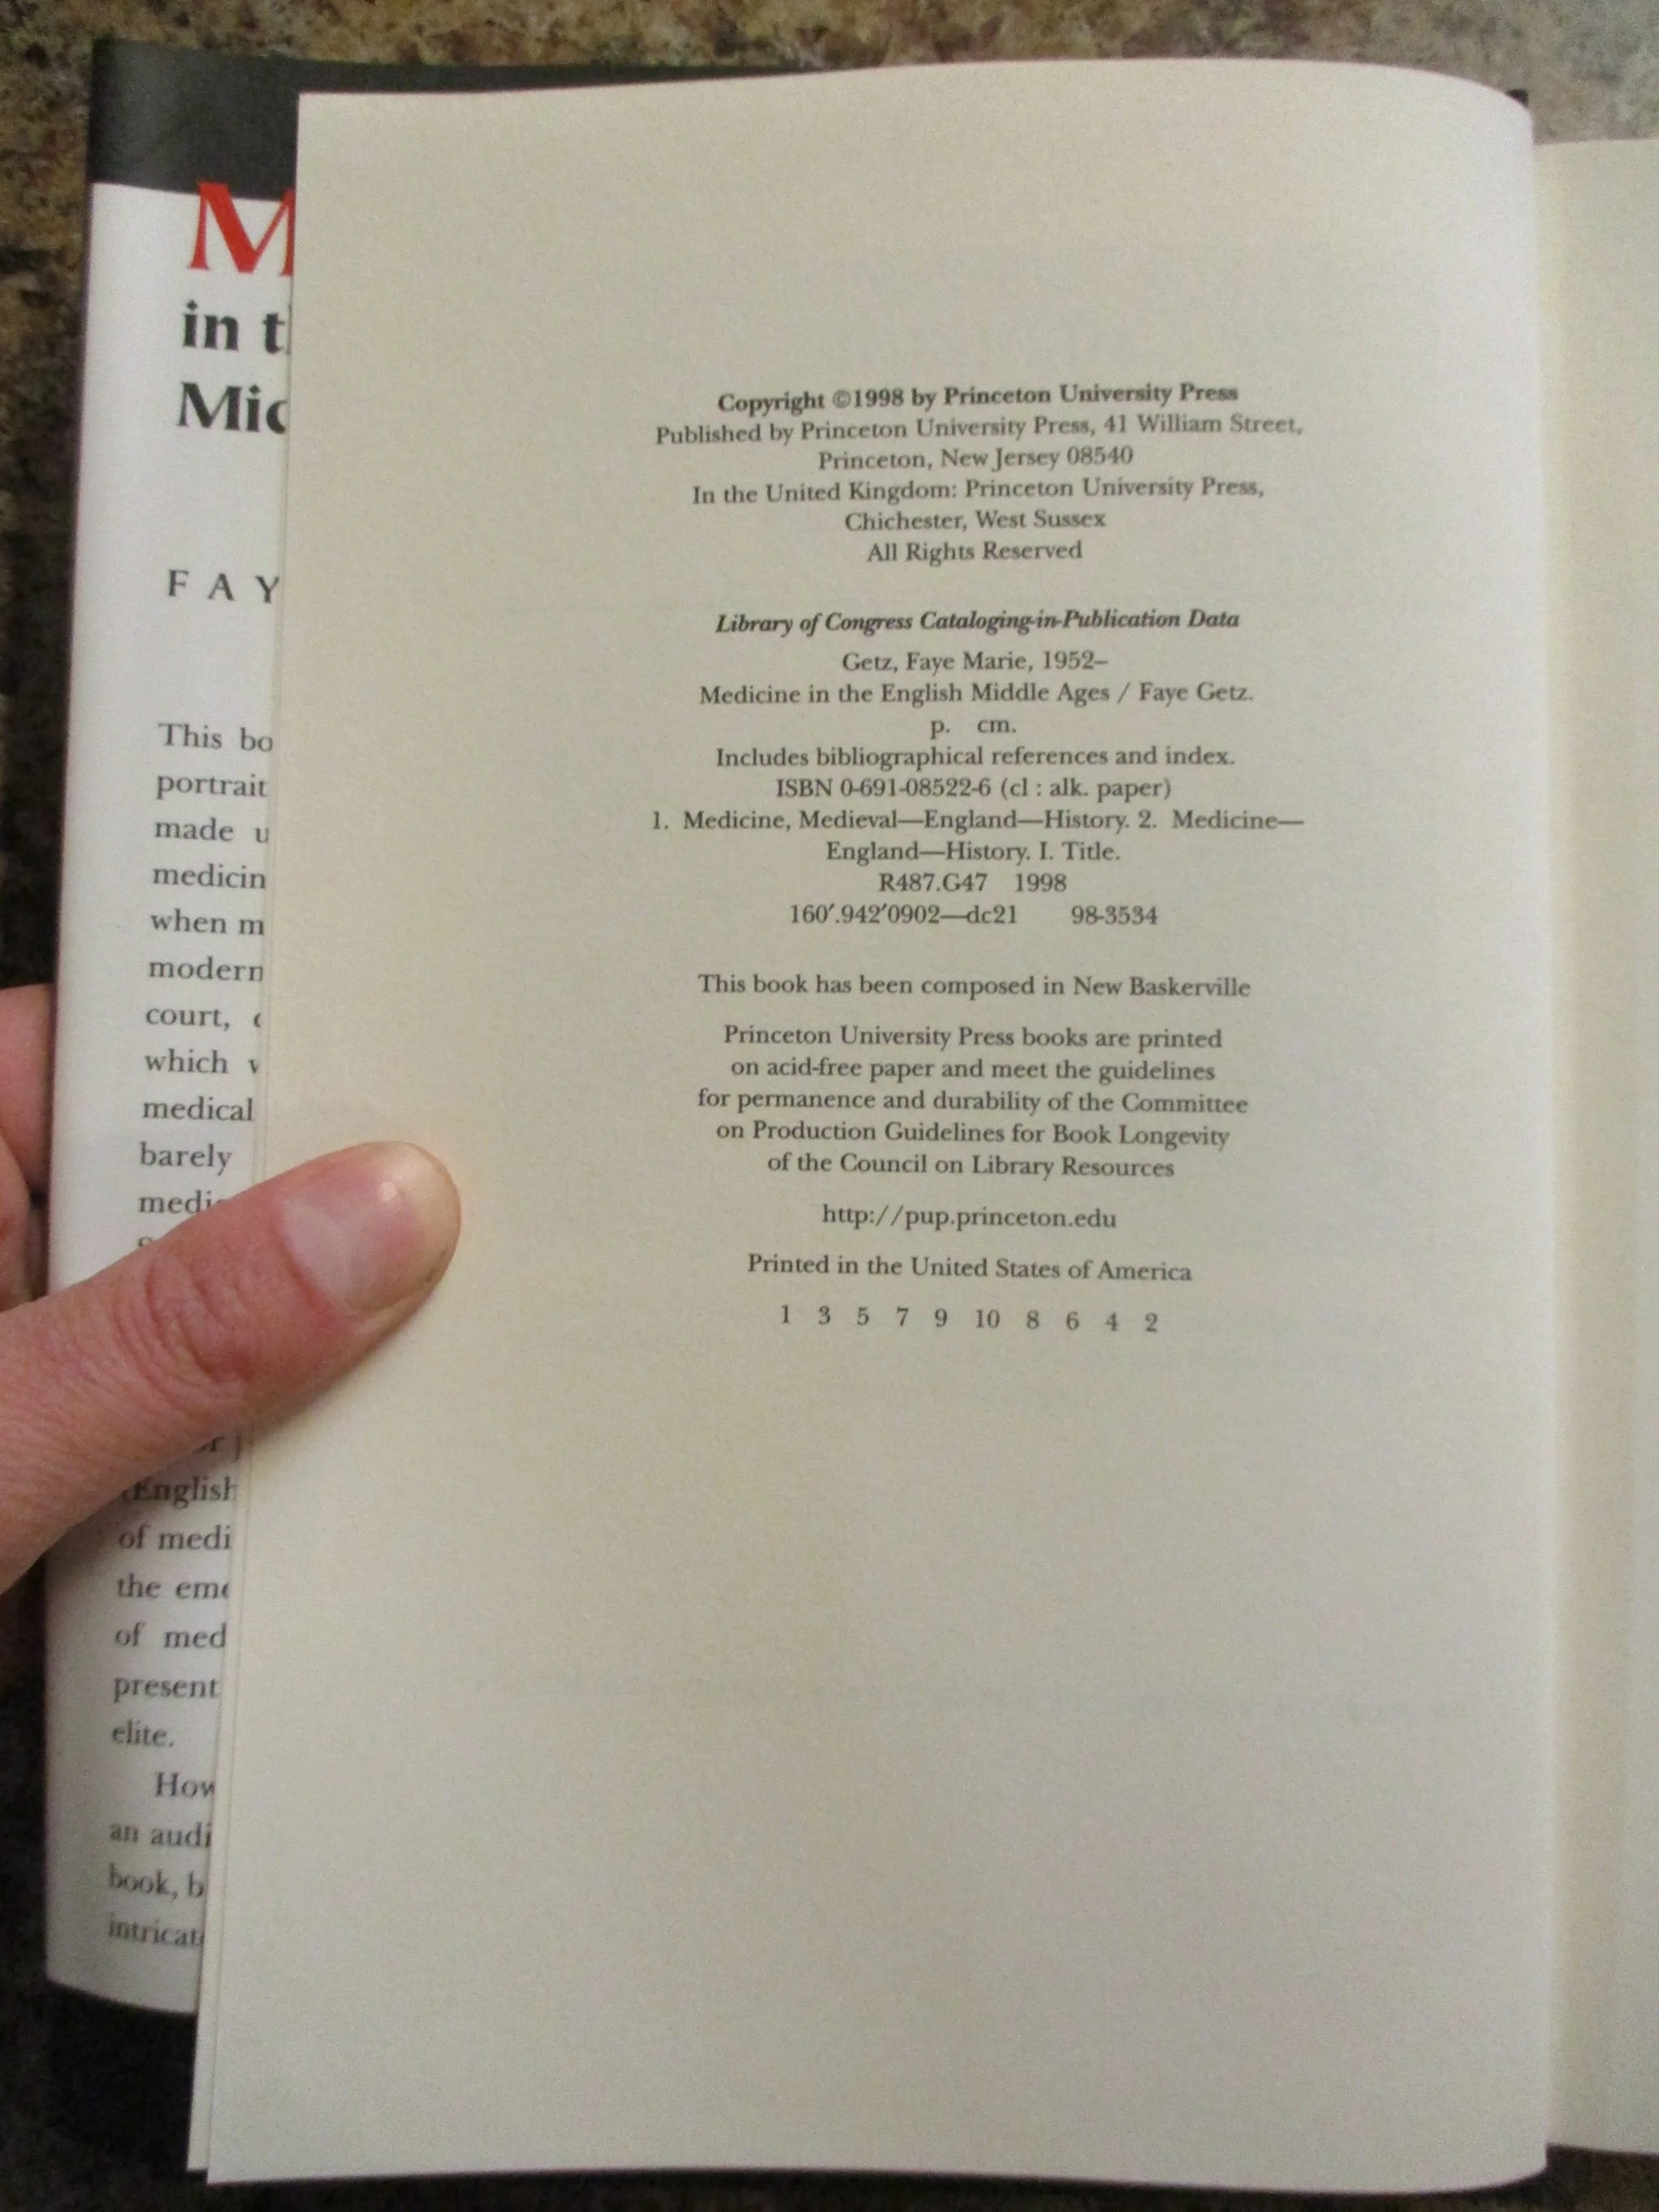 M
in t
Mid
FAY
This bo
portrait
made u
medicin
when m
modern
court,
which
medical
barely
medi
English
of medi
the eme
of med
present
elite.
How
an audi
book, b
intricat
Copyright ©1998 by Princeton University Press
Published by Princeton University Press, 41 William Street,
Princeton, New Jersey 08540
In the United Kingdom: Princeton University Press,
Chichester, West Sussex
All Rights Reserved
Library of Congress Cataloging-in-Publication Data
Getz, Faye Marie, 1952–
Medicine in the English Middle Ages / Faye Getz.
p. cm.
Includes bibliographical references and index.
ISBN 0-691-08522-6 (cl : alk. paper)
1. Medicine, Medieval—England—History. 2. Medicine—
England—History. I. Title.
R487.G47 1998
160′.942′0902—dc21 98-3534
This book has been composed in New Baskerville
Princeton University Press books are printed
on acid-free paper and meet the guidelines
for permanence and durability of the Committee
on Production Guidelines for Book Longevity
of the Council on Library Resources
http://pup.princeton.edu
Printed in the United States of America
1 3 5 7 9 10 8 6 4 2